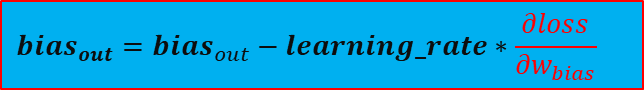 bias_out = bias_out − learning_rate * ∂loss/∂w_bias